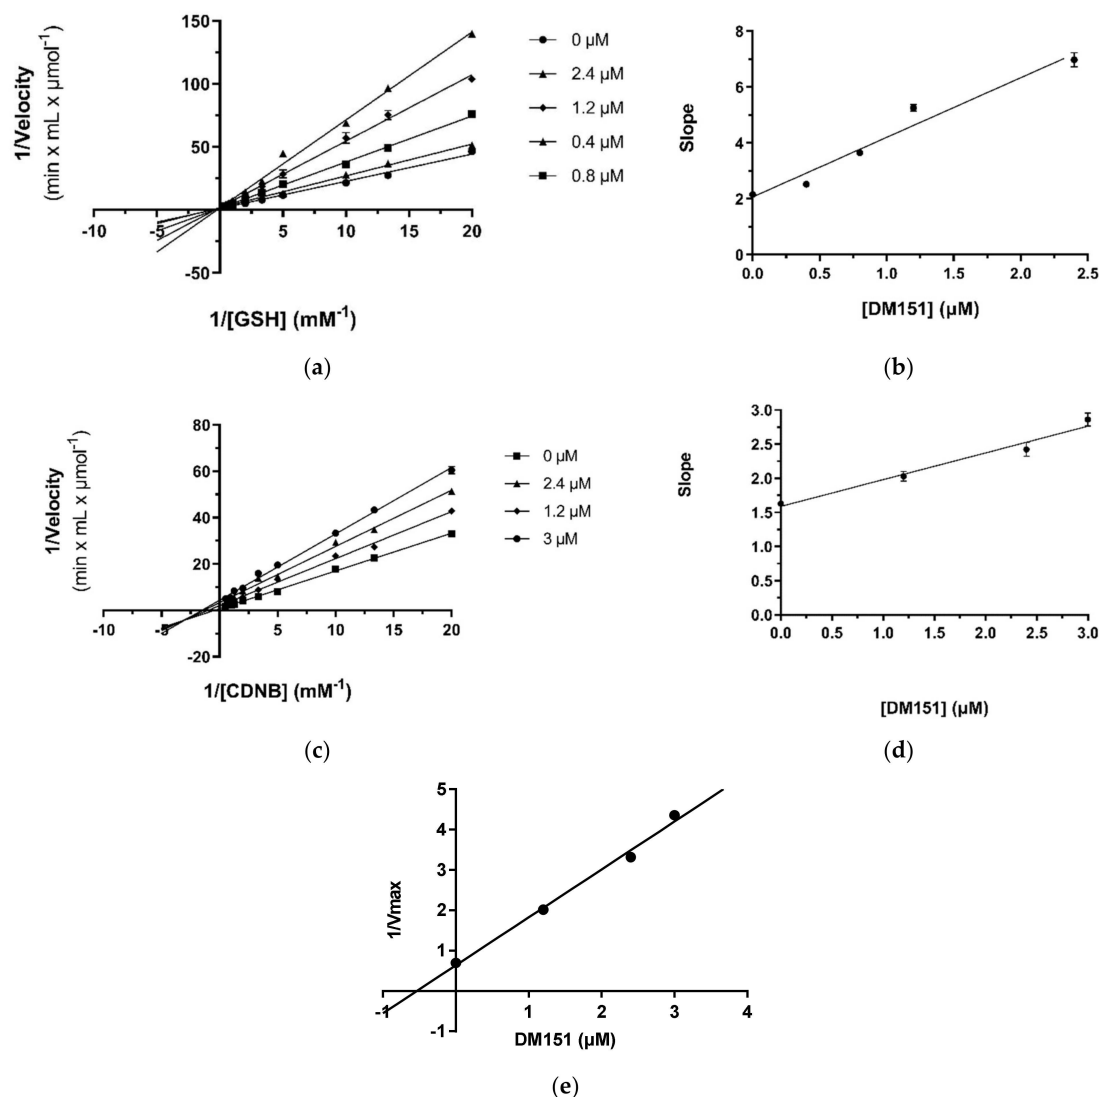 150
100
50
-50
-10
-5
5
10
15
20
1/Velocity
(min x mL x µmol-1)
1/[GSH] (mM-1)
0 µM
2.4 µM
1.2 µM
0.4 µM
0.8 µM
(a)
8
6
4
2
0
0.0
0.5
1.0
1.5
2.0
2.5
Slope
[DM151] (µM)
(b)
80
60
40
20
-20
-10
-5
5
10
15
20
1/Velocity
(min x mL x µmol-1)
1/[CDNB] (mM-1)
0 µM
2.4 µM
1.2 µM
3 µM
(c)
3.0
2.5
2.0
1.5
1.0
0.5
0.0
0.0
0.5
1.0
1.5
2.0
2.5
3.0
Slope
[DM151] (µM)
(d)
5
4
3
2
1
-1
-1
1
2
3
4
1/Vmax
DM151 (µM)
(e)